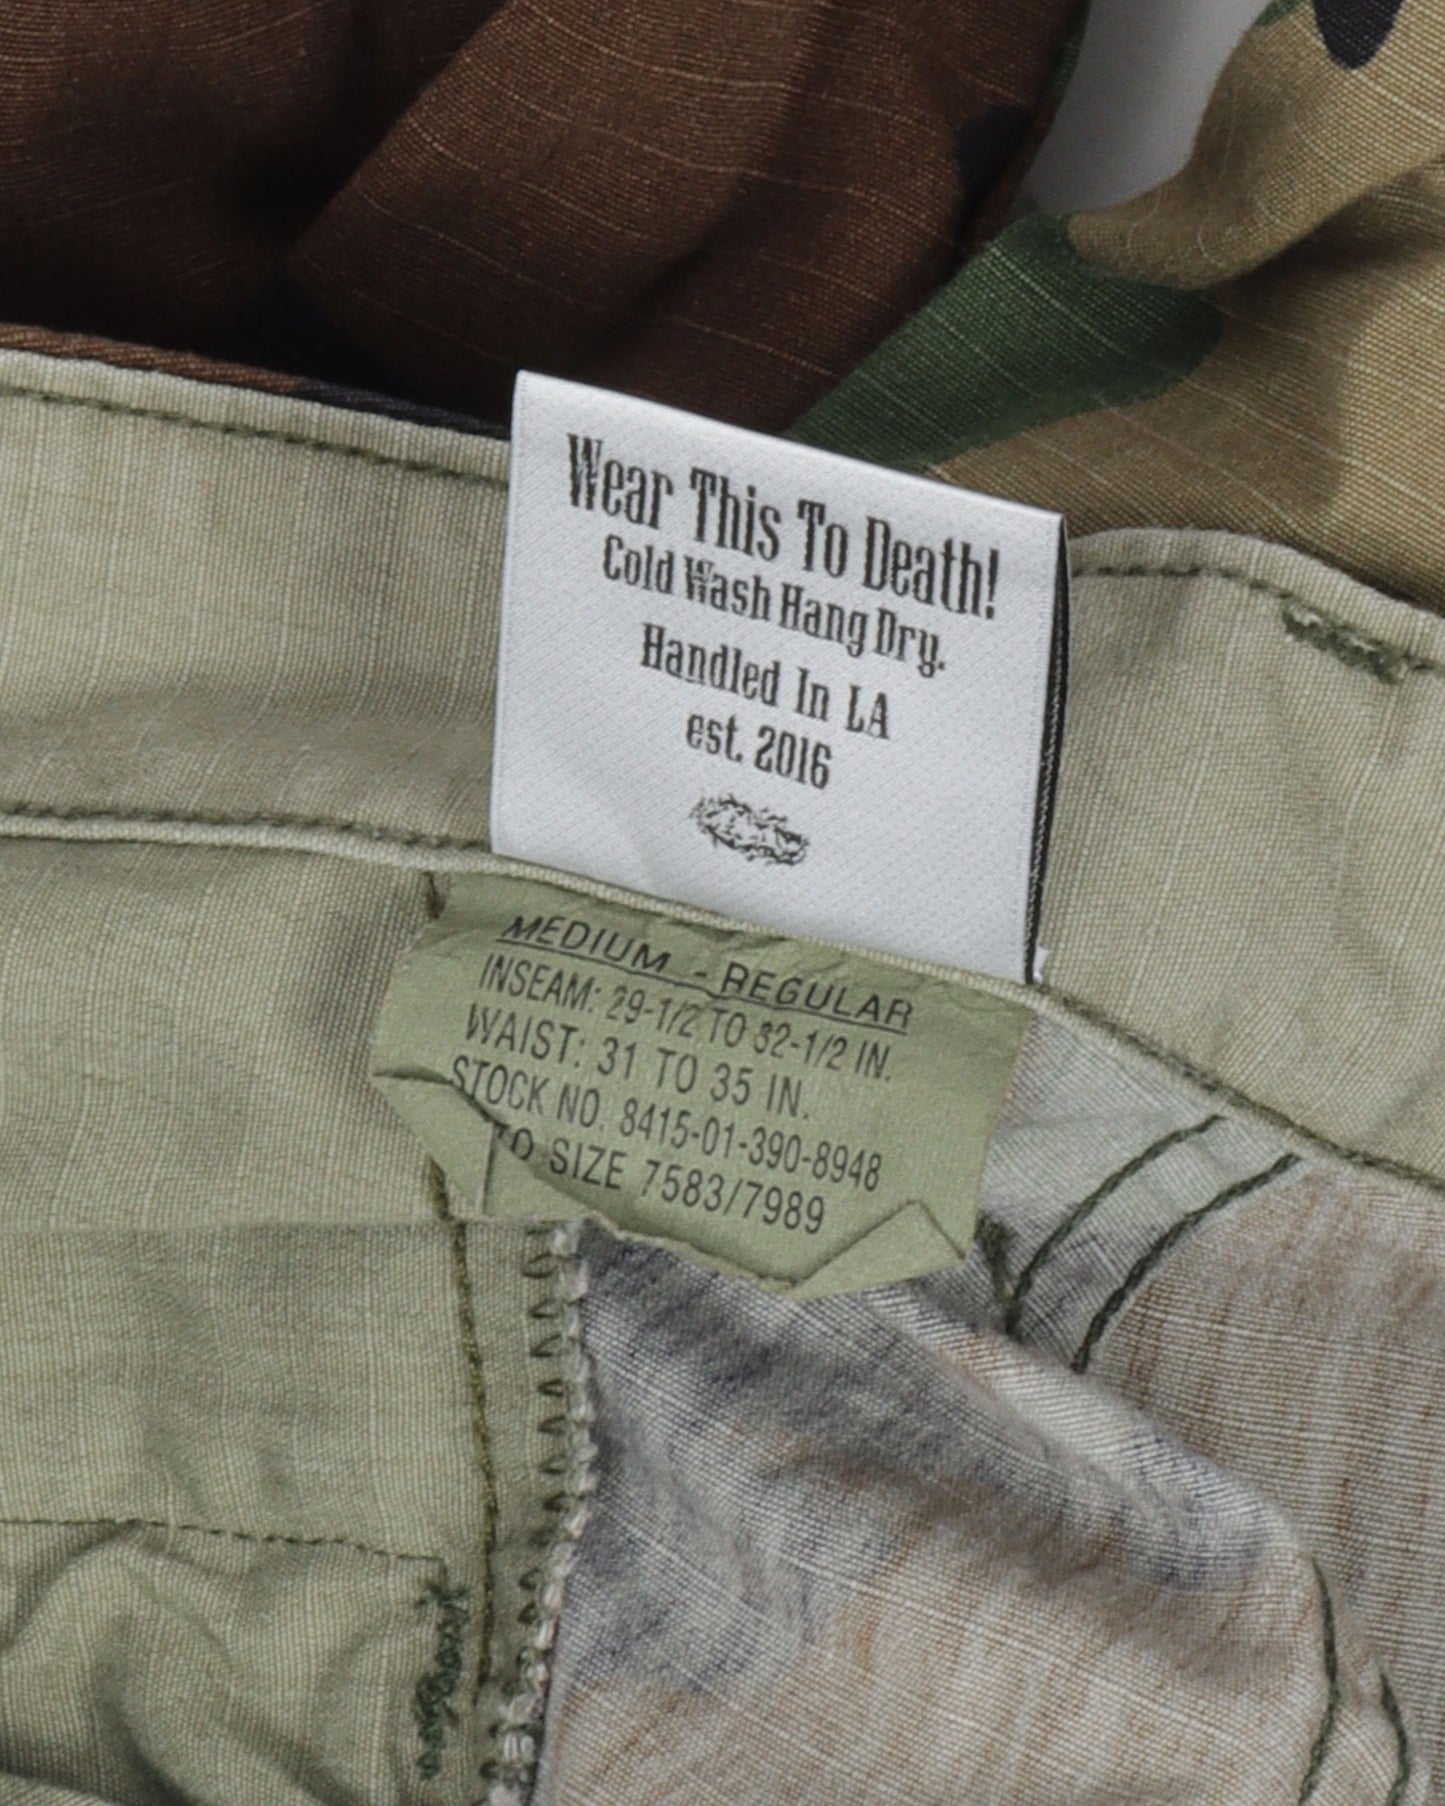 Wear This To Death!
Cold Wash Hang Dry.
Handled In LA
est. 2016
MEDIUM - REGULAR
INSEAM: 29-1/2 TO 32-1/2 IN.
WAIST: 31 TO 35 IN.
STOCK NO. 8415-01-390-8948
TO SIZE 7583/7989